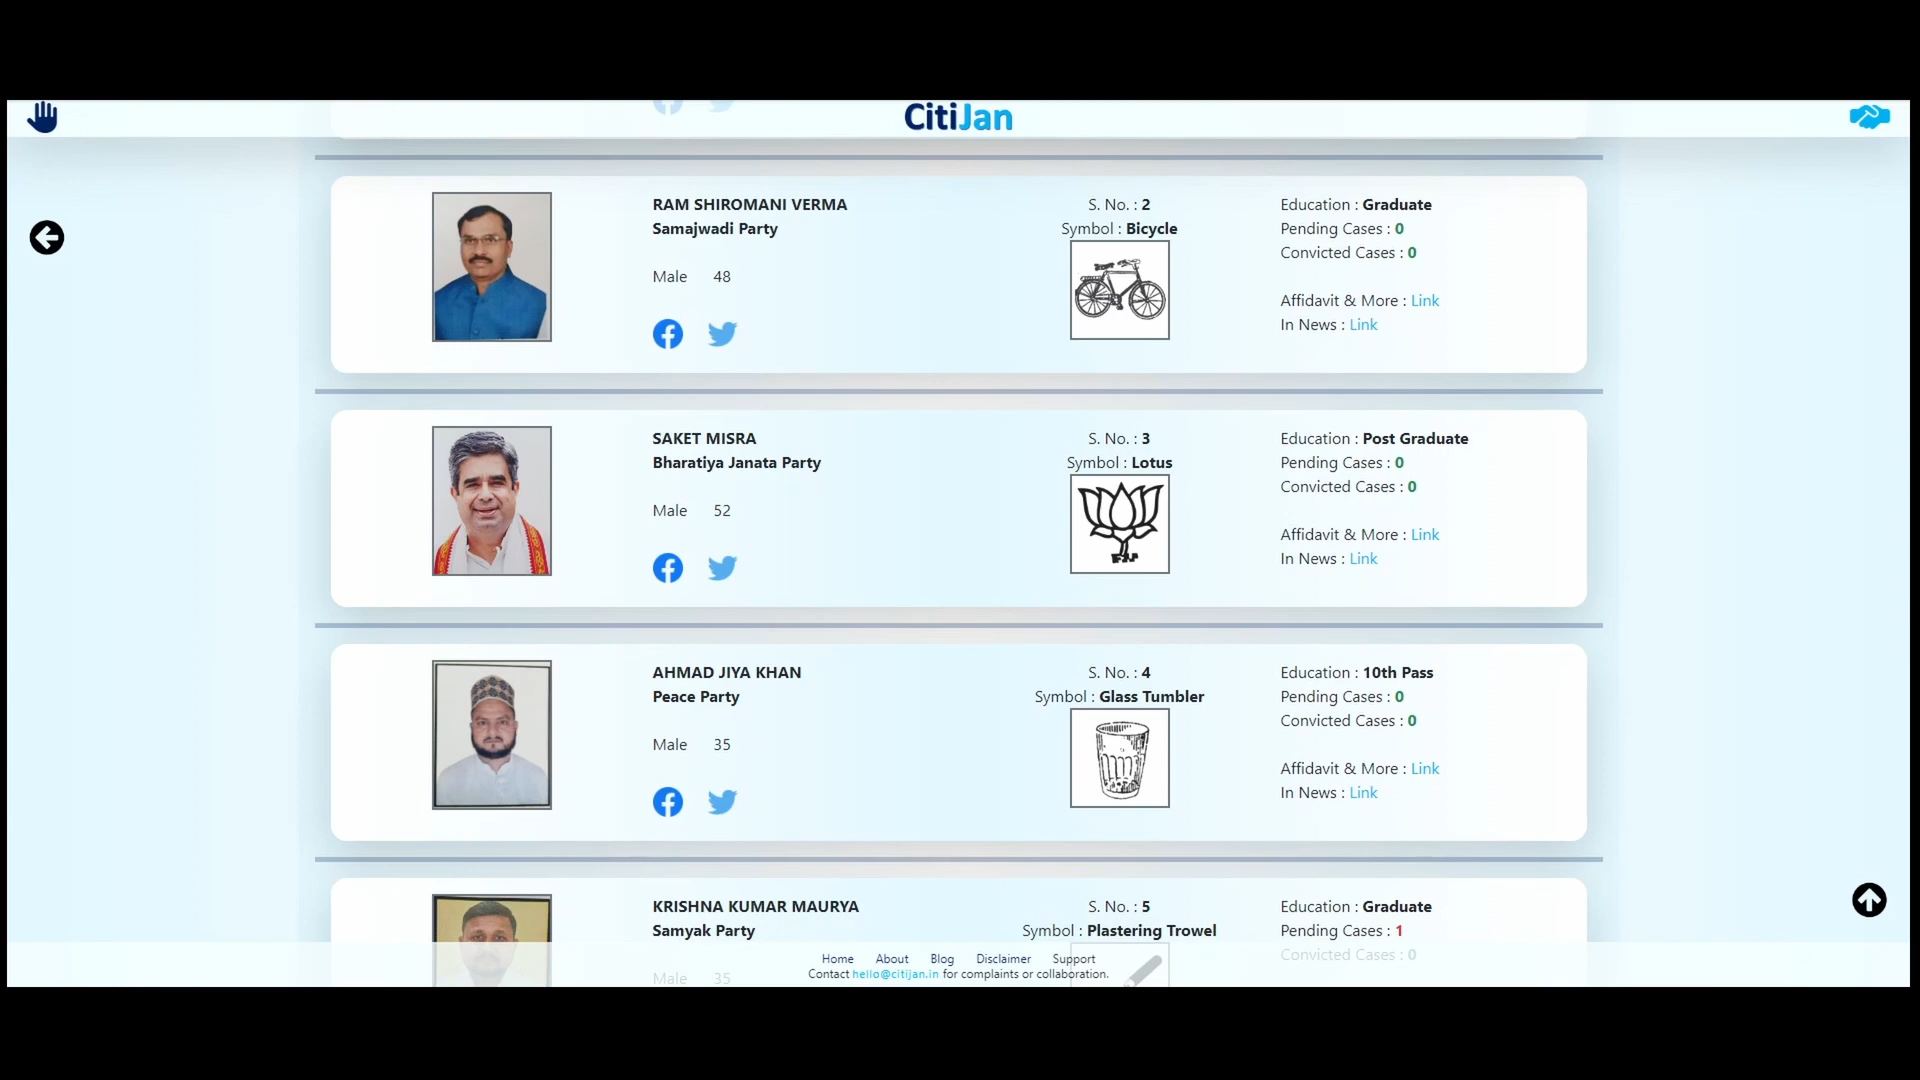 CitiJan
RAM SHIROMANI VERMA
Samajwadi Party
Male 48
S. No. : 2
Symbol : Bicycle
Education : Graduate
Pending Cases : 0
Convicted Cases : 0
Affidavit & More : Link
In News : Link
SAKET MISRA
Bharatiya Janata Party
Male 52
S. No. : 3
Symbol : Lotus
Education : Post Graduate
Pending Cases : 0
Convicted Cases : 0
Affidavit & More : Link
In News : Link
AHMAD JIYA KHAN
Peace Party
Male 35
S. No. : 4
Symbol : Glass Tumbler
Education : 10th Pass
Pending Cases : 0
Convicted Cases : 0
Affidavit & More : Link
In News : Link
KRISHNA KUMAR MAURYA
Samyak Party
Male 35
S. No. : 5
Symbol : Plastering Trowel
Education : Graduate
Pending Cases : 1
Convicted Cases : 0
Home About Blog Disclaimer Support
Contact hello@citijan.in for complaints or collaboration.